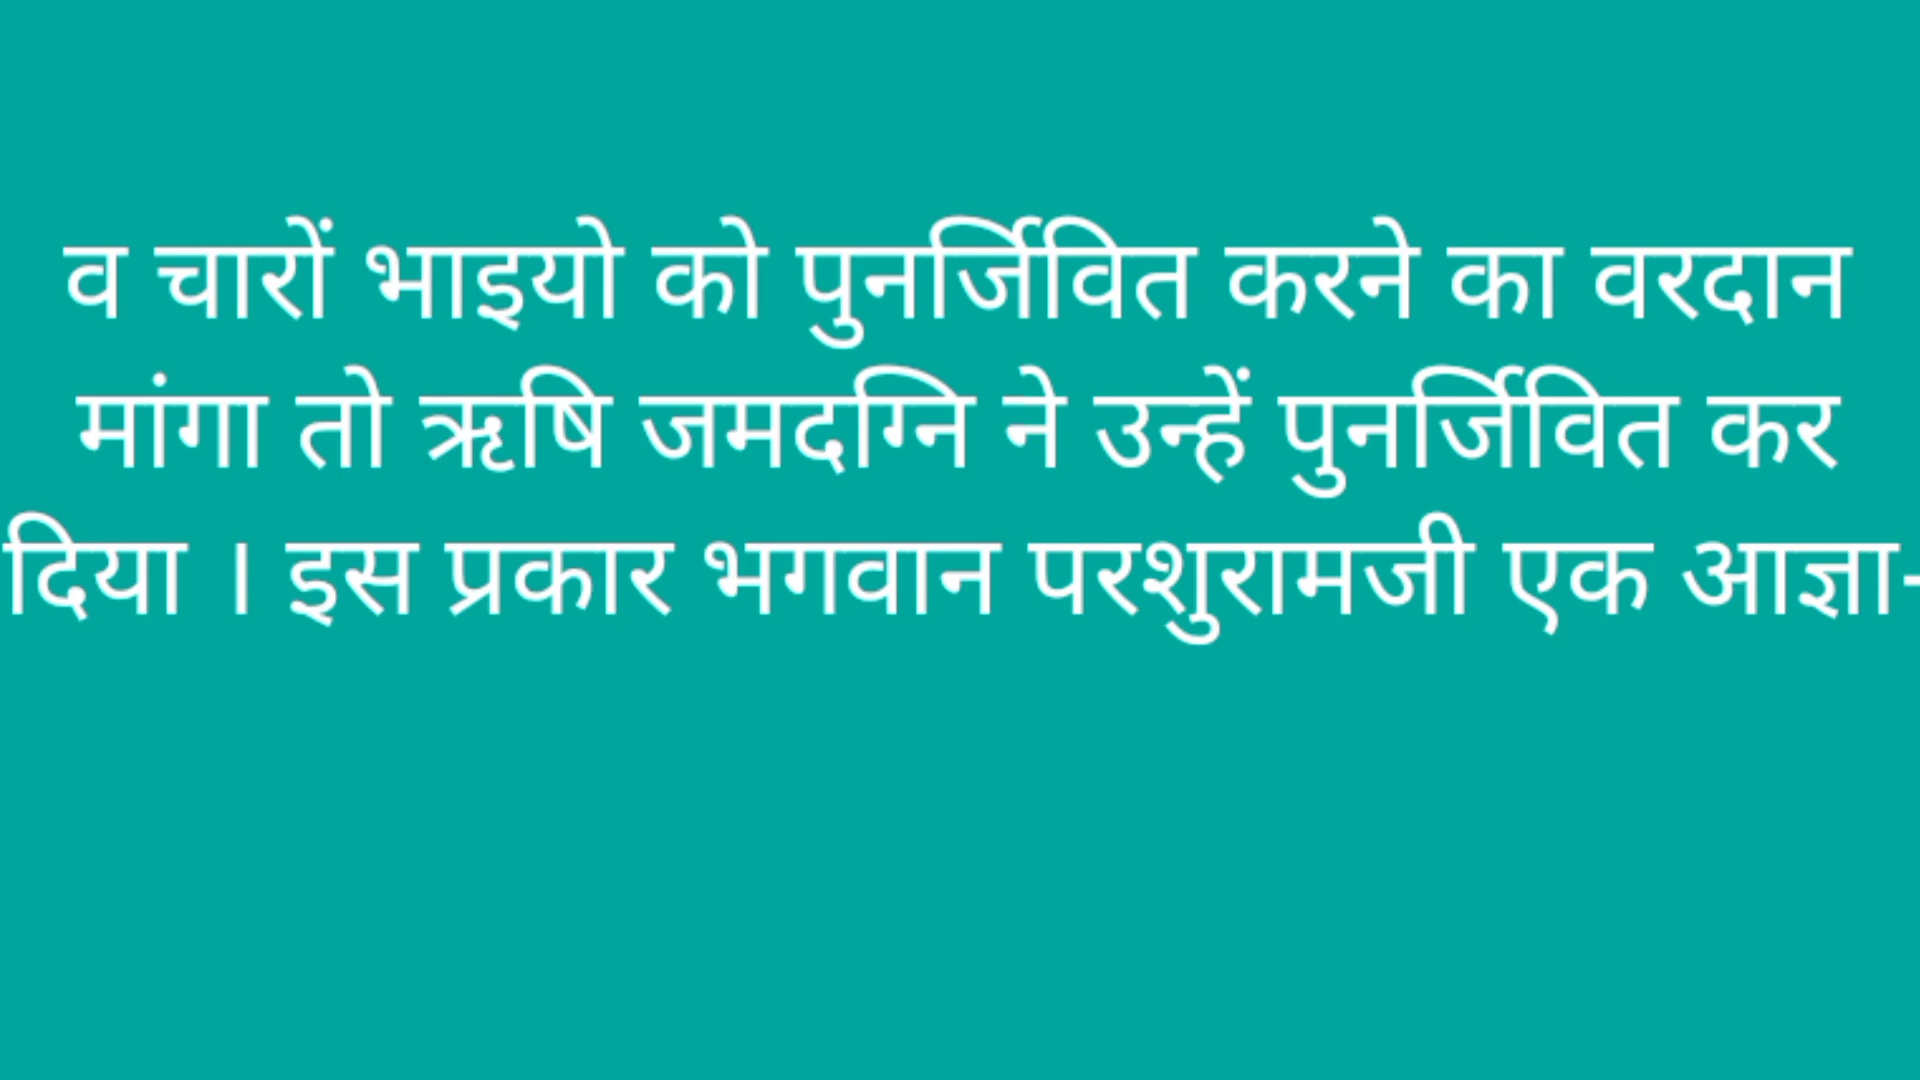 व चारों भाइयो को पुनर्जिवित करने का वरदान
मांगा तो ऋषि जमदग्नि ने उन्हें पुनर्जिवित कर
दिया । इस प्रकार भगवान परशुरामजी एक आज्ञा-